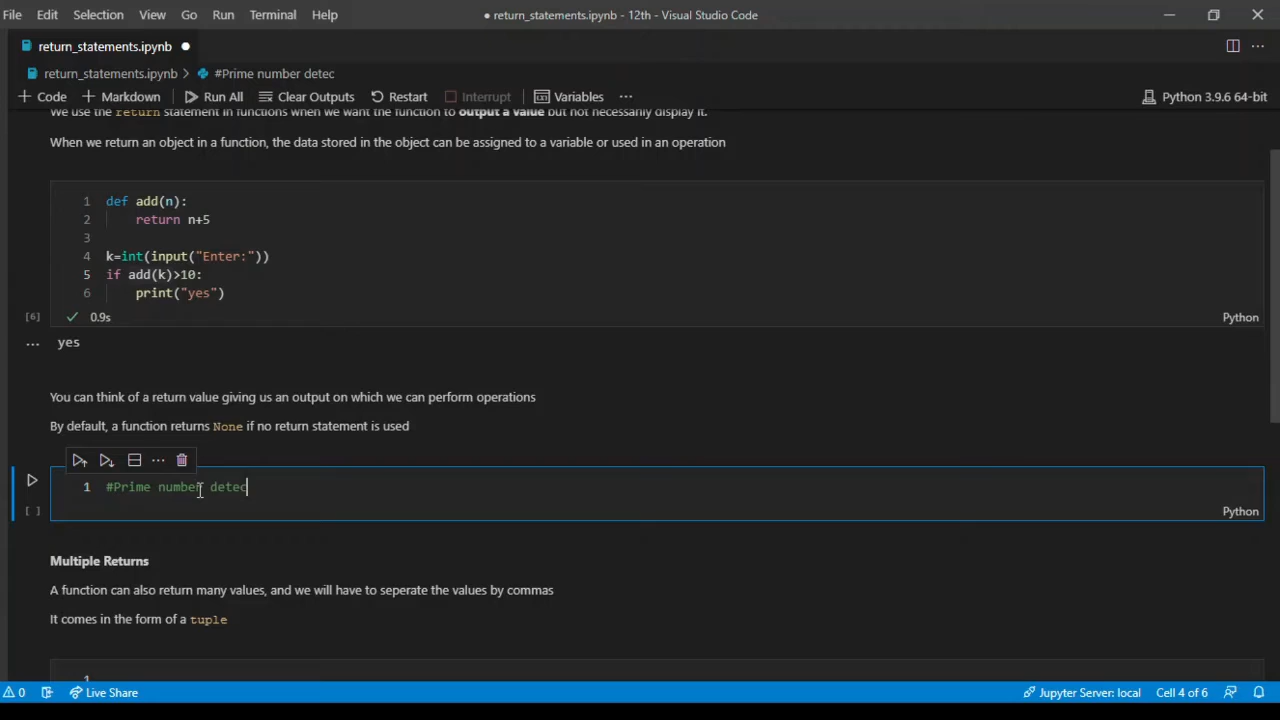 File Edit Selection View Go Run Terminal Help ● return_statements.ipynb - 12th - Visual Studio Code
return_statements.ipynb ●
return_statements.ipynb > #Prime number detec
+ Code + Markdown Run All Clear Outputs Restart Interrupt Variables ... Python 3.9.6 64-bit
We use the return statement in functions when we want the function to output a value but not necessarily display it.
When we return an object in a function, the data stored in the object can be assigned to a variable or used in an operation
1 def add(n):
2 return n+5
3
4 k=int(input("Enter:"))
5 if add(k)>10:
6 print("yes")
[6] ✓ 0.9s Python
... yes
You can think of a return value giving us an output on which we can perform operations
By default, a function returns None if no return statement is used
1 #Prime number detec
[ ] Python
Multiple Returns
A function can also return many values, and we will have to seperate the values by commas
It comes in the form of a tuple
1
0 Live Share Jupyter Server: local Cell 4 of 6